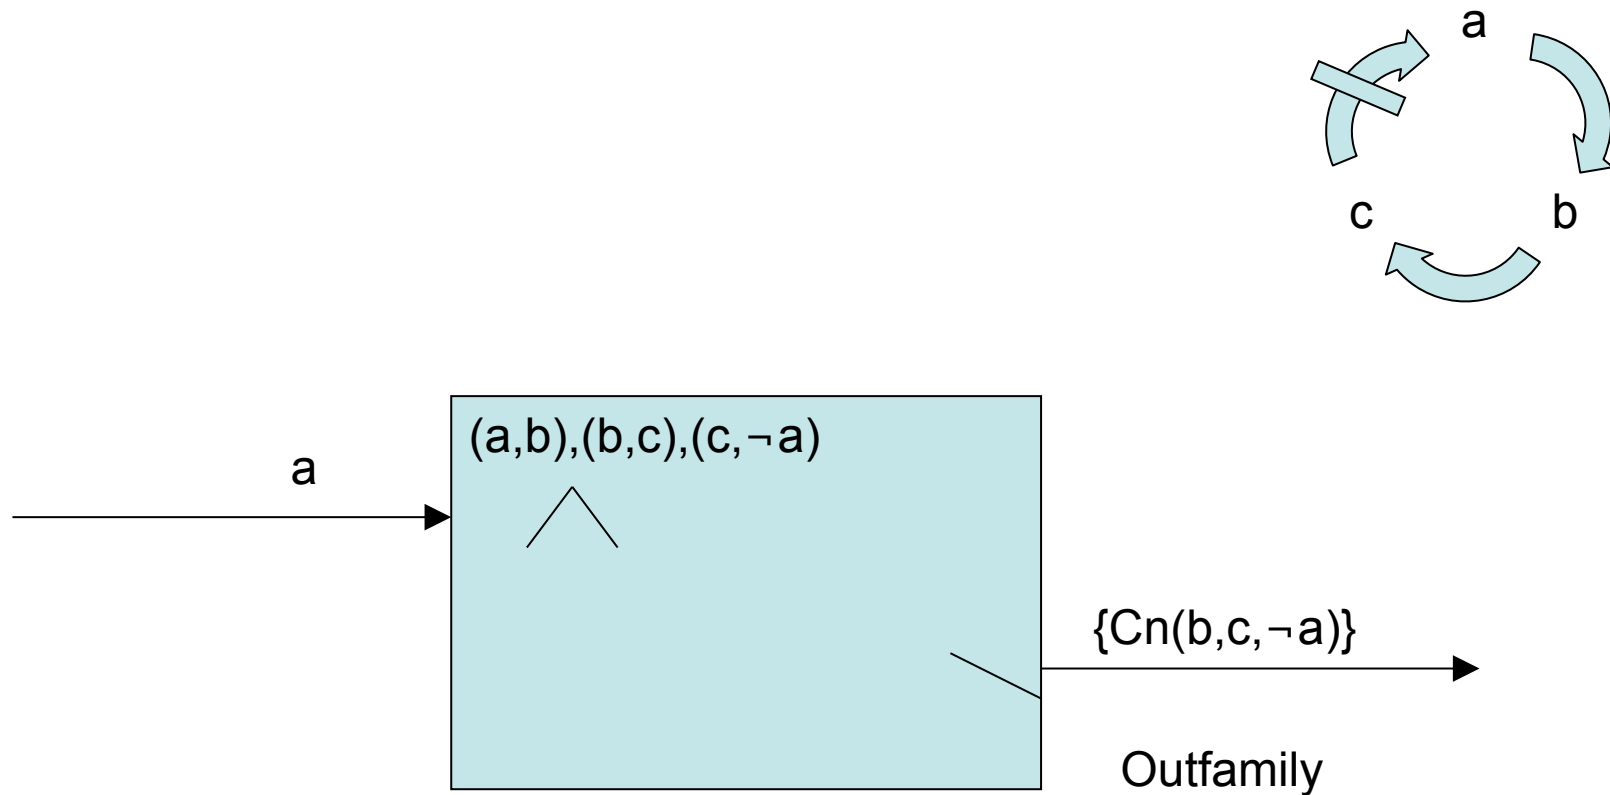 a
c
b
(a,b),(b,c),(c,¬a)
a
{Cn(b,c,¬a)}
Outfamily